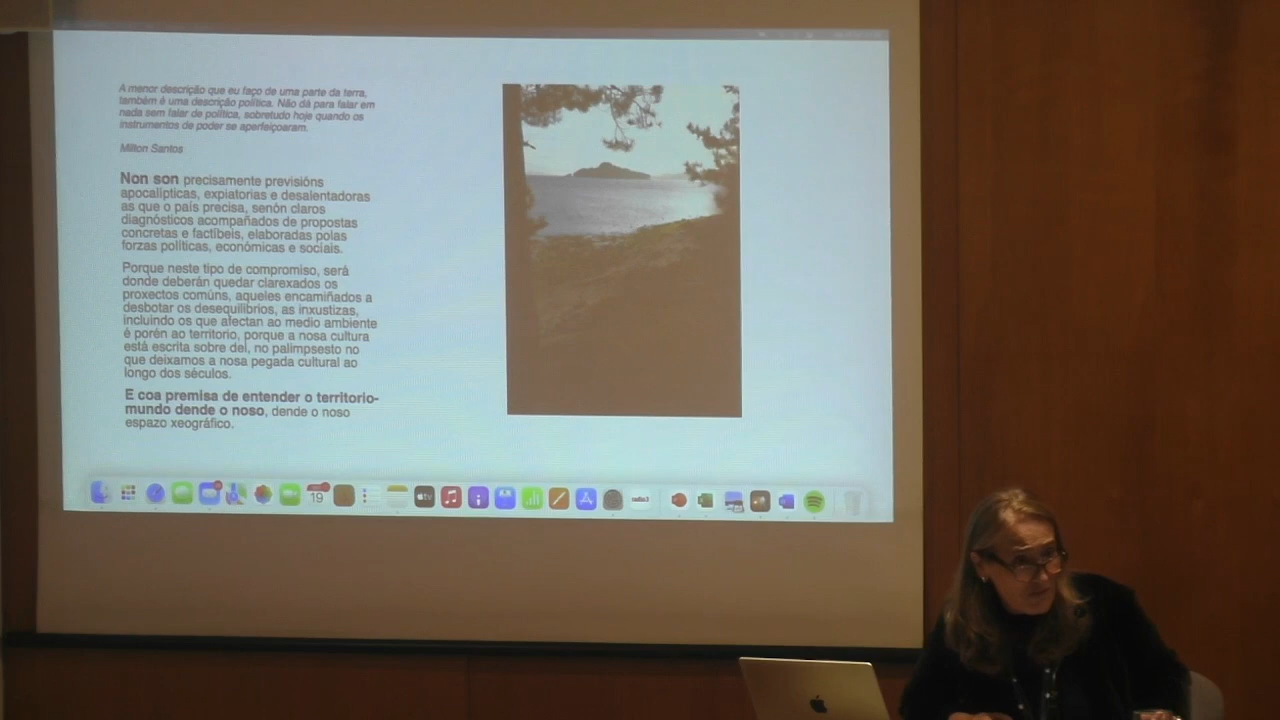 A menor descrição que eu faço de uma parte da terra,
também é uma descrição política. Não dá para falar em
nada sem falar de política, sobretudo hoje quando os
instrumentos de poder se aperfeiçoaram.
Milton Santos
Non son precisamente previsións
apocalípticas, expiatorias e desalentadoras
as que o país precisa, senón claros
diagnósticos acompañados de propostas
concretas e factíbeis, elaboradas polas
forzas políticas, económicas e sociais.
Porque neste tipo de compromiso, será
donde deberán quedar clarexados os
proxectos comúns, aqueles encamiñados a
desbotar os desequilibrios, as inxustizas,
incluindo os que afectan ao medio ambiente
é porén ao territorio, porque a nosa cultura
está escrita sobre del, no palimpsesto no
que deixamos a nosa pegada cultural ao
longo dos séculos.
E coa premisa de entender o territorio-
mundo dende o noso, dende o noso
espazo xeográfico.
19
tv
radio3